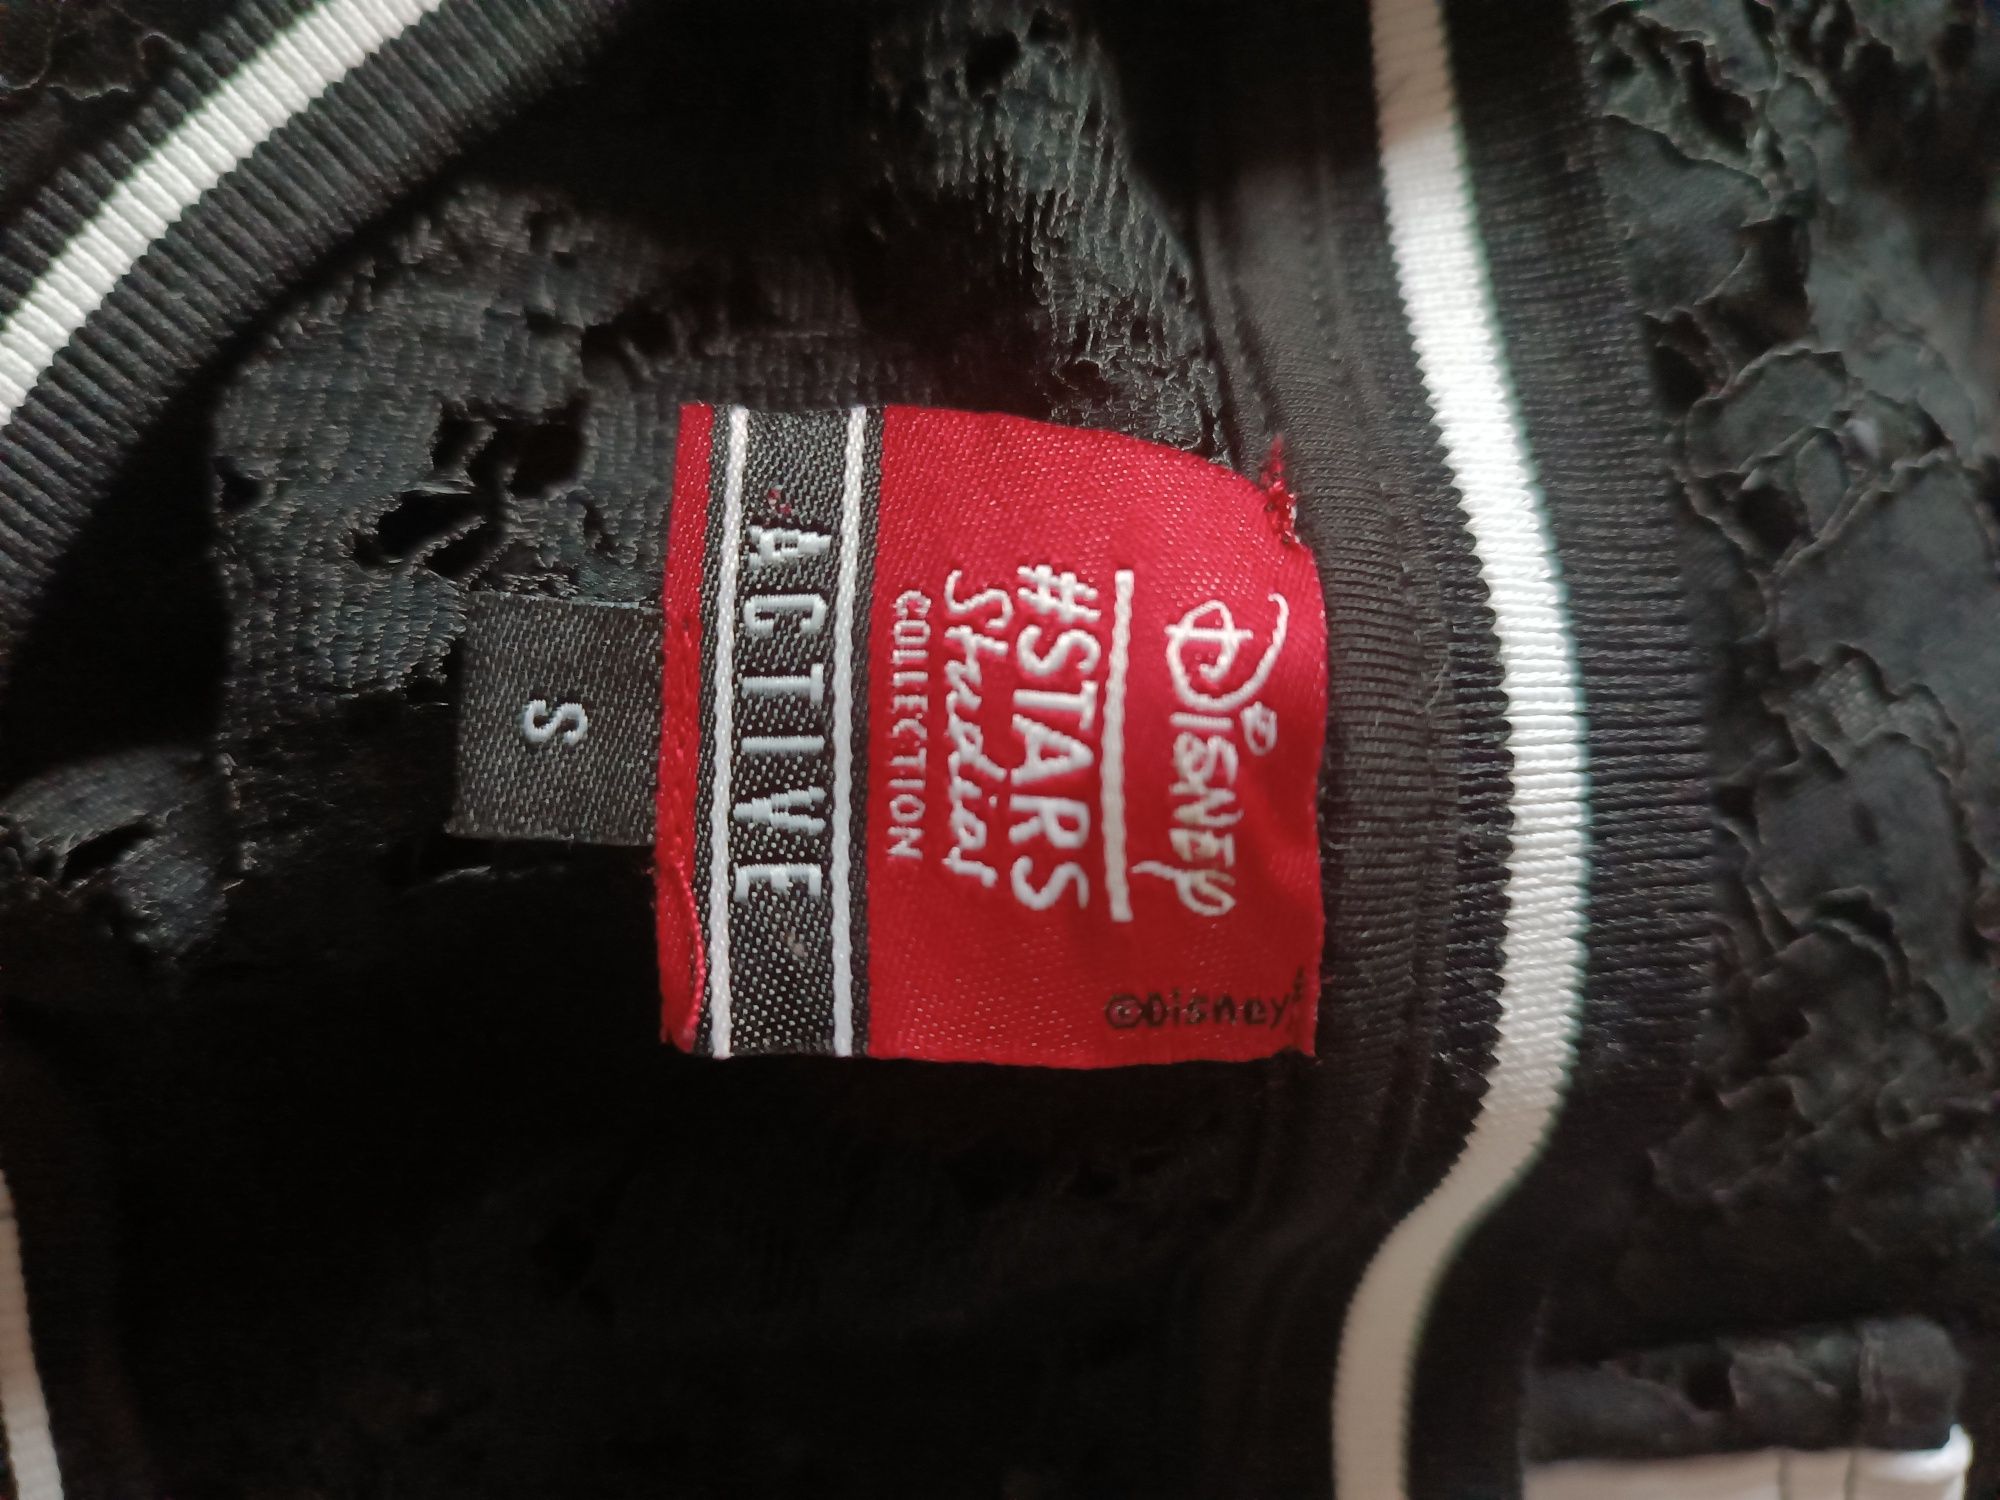 Disney
#STARS
Studios
COLLECTION
ACTIVE
©Disney
S